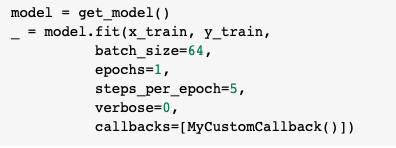 model = get_model()
_ = model.fit(x_train, y_train,
          batch_size=64,
          epochs=1,
          steps_per_epoch=5,
          verbose=0,
          callbacks=[MyCustomCallback()])